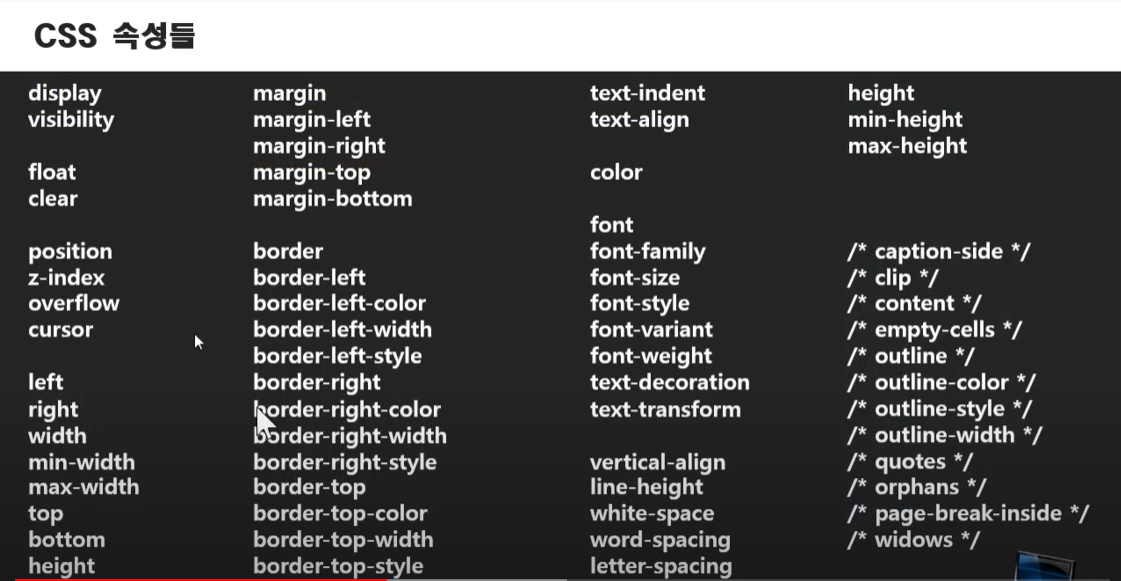 CSS 속성들
display
visibility
float
clear
position
z-index
overflow
cursor
left
right
width
min-width
max-width
top
bottom
height
margin
margin-left
margin-right
margin-top
margin-bottom
border
border-left
border-left-color
border-left-width
border-left-style
border-right
border-right-color
border-right-width
border-right-style
border-top
border-top-color
border-top-width
border-top-style
text-indent
text-align
color
font
font-family
font-size
font-style
font-variant
font-weight
text-decoration
text-transform
vertical-align
line-height
white-space
word-spacing
letter-spacing
height
min-height
max-height
/* caption-side */
/* clip */
/* content */
/* empty-cells */
/* outline */
/* outline-color */
/* outline-style */
/* outline-width */
/* quotes */
/* orphans */
/* page-break-inside */
/* widows */